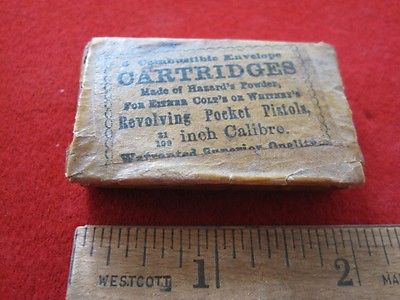 Combustible Envelope
CARTRIDGES
Made of Hazard's Powder,
FOR EITHER COLT'S OR WHITNEY'S
Revolving Pocket Pistols,
31
100 inch Calibre.
Warranted Superior Quality
WESTCOTT 1 2 MA